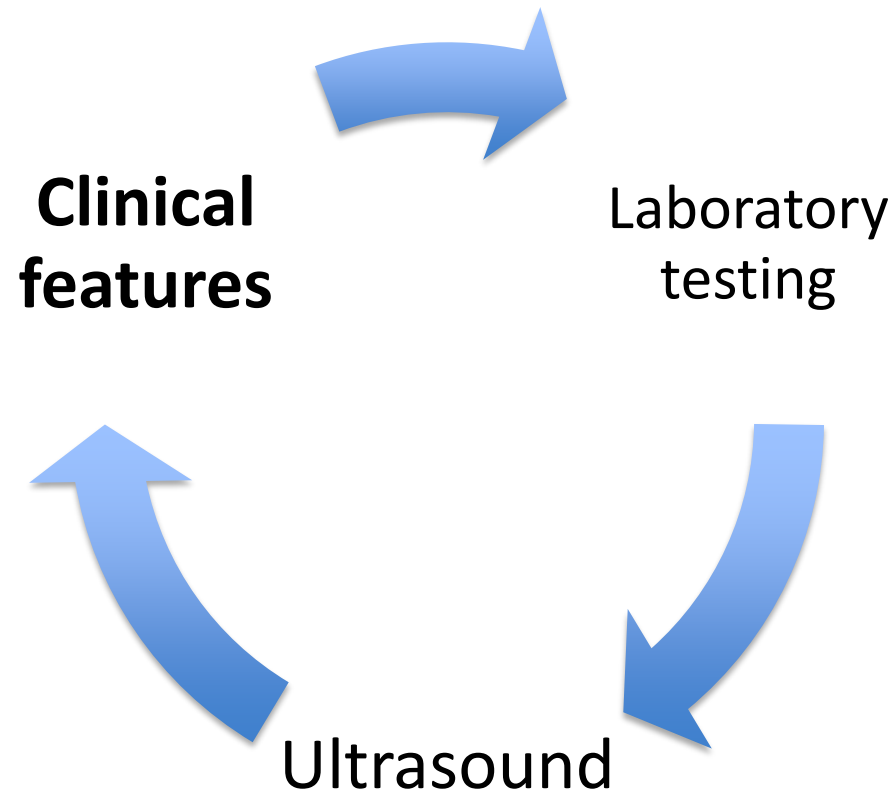 Clinical
features
Laboratory
testing
Ultrasound